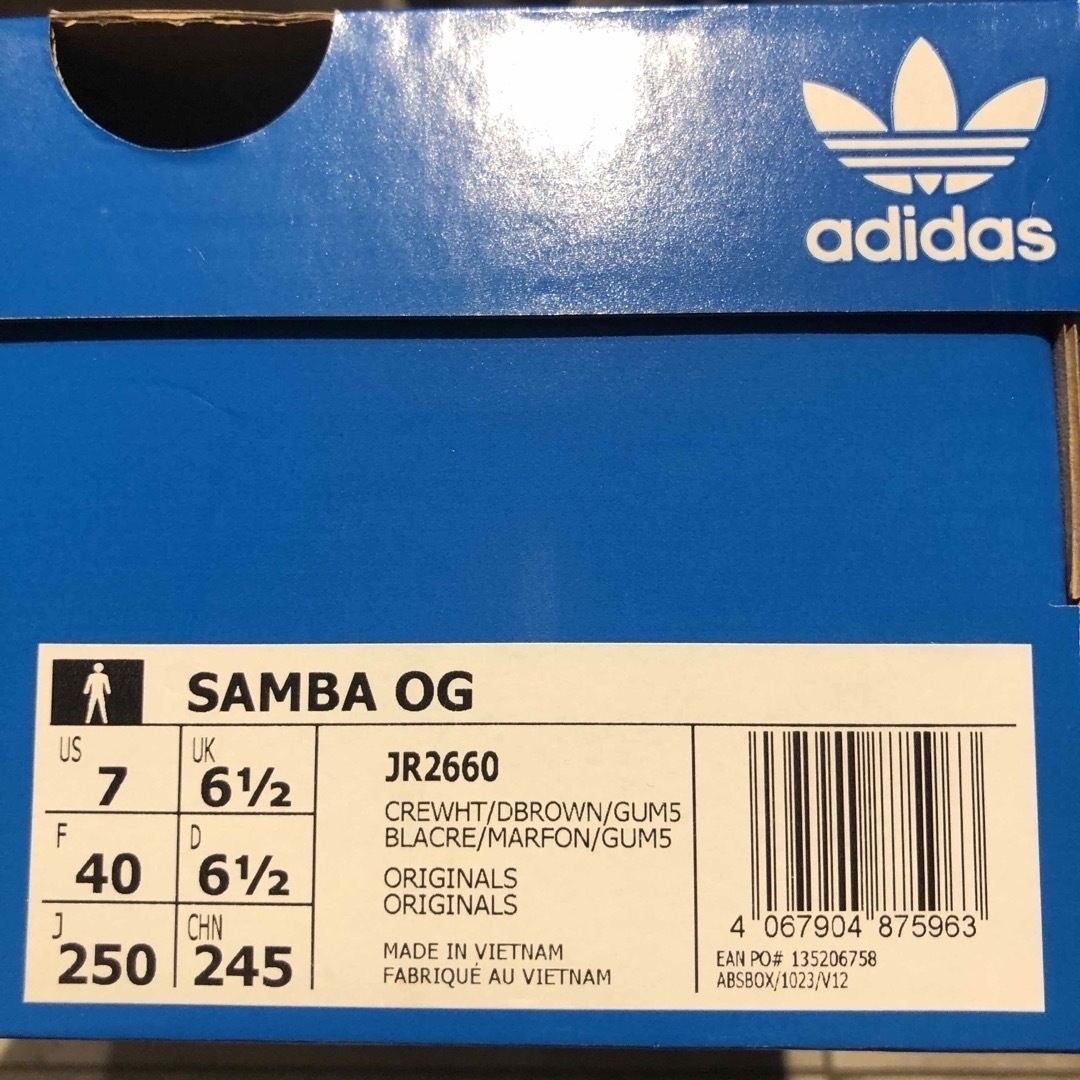 adidas
SAMBA OG
US 7
UK 6½
F 40
D 6½
J 250
CHN 245
JR2660
CREWHT/DBROWN/GUM5
BLACRE/MARFON/GUM5
ORIGINALS
ORIGINALS
MADE IN VIETNAM
FABRIQUÉ AU VIETNAM
4 067904 875963
EAN PO# 135206758
ABSBOX/1023/V12